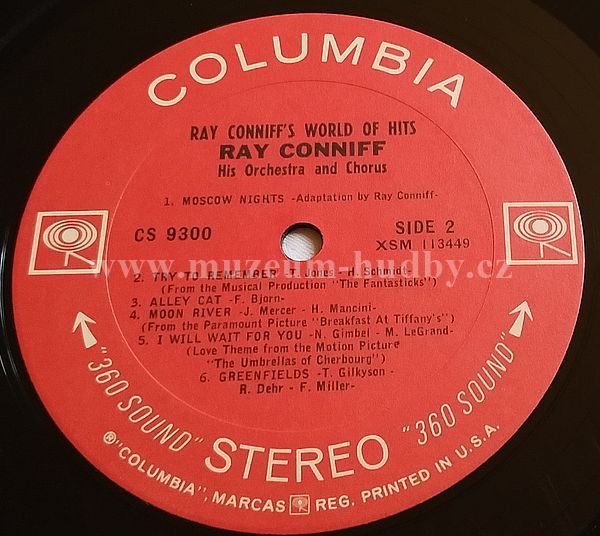 COLUMBIA
RAY CONNIFF'S WORLD OF HITS
RAY CONNIFF
His Orchestra and Chorus
1. MOSCOW NIGHTS -Adaptation by Ray Conniff-
CS 9300
SIDE 2
XSM 113449
www.muzeum-hudby.cz
2. TRY TO REMEMBER Jones - H. Schmidt-
(From the Musical Production "The Fantasticks")
3. ALLEY CAT -F. Bjorn-
4. MOON RIVER -J. Mercer - H. Mancini-
(From the Paramount Picture "Breakfast At Tiffany's")
5. I WILL WAIT FOR YOU -N. Gimbel - M. LeGrand-
(Love Theme from the Motion Picture
"The Umbrellas of Cherbourg")
6. GREENFIELDS -T. Gilkyson -
R. Dehr - F. Miller-
"360 SOUND" STEREO "360 SOUND"
®"COLUMBIA", MARCAS REG. PRINTED IN U.S.A.